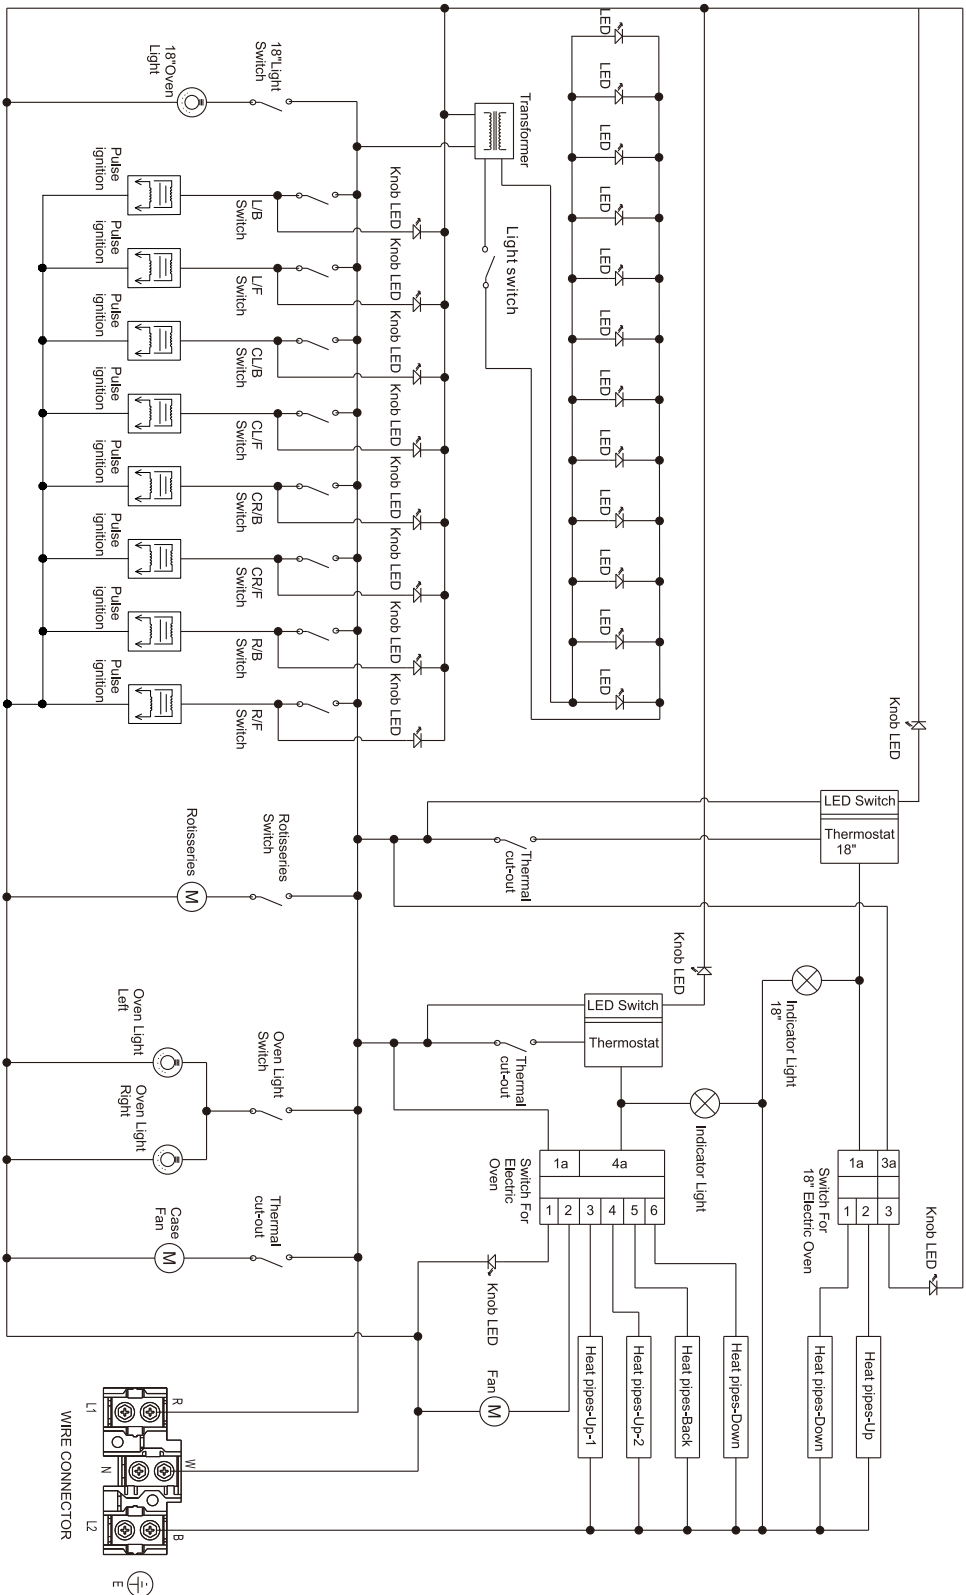 LED
LED
LED
LED
LED
LED
LED
LED
LED
LED
LED
LED
18"Oven
Light
18"Light
Switch
Transformer
Light switch
Pulse
ignition
L/B
Switch
Knob LED
Pulse
ignition
L/F
Switch
Knob LED
Pulse
ignition
CL/B
Switch
Knob LED
Pulse
ignition
CL/F
Switch
Knob LED
Pulse
ignition
CR/B
Switch
Knob LED
Pulse
ignition
CR/F
Switch
Knob LED
Pulse
ignition
R/B
Switch
Knob LED
Pulse
ignition
R/F
Switch
Knob LED
Knob LED
LED Switch
Thermostat
18"
Rotisseries
M
Rotisseries
Switch
Thermal
cut-out
Knob LED
LED Switch
Thermostat
Thermal
cut-out
Indicator Light
18"
Indicator Light
Oven Light
Left
Oven Light
Right
Oven Light
Switch
1a
4a
1
2
3
4
5
6
Switch For
Electric
Oven
1a
3a
1
2
3
Switch For
18" Electric Oven
Knob LED
Case
Fan
M
Thermal
cut-out
Knob LED
Fan
M
Heat pipes-Up-1
Heat pipes-Up-2
Heat pipes-Back
Heat pipes-Down
Heat pipes-Down
Heat pipes-Up
R
L1
W
N
B
L2
WIRE CONNECTOR
E